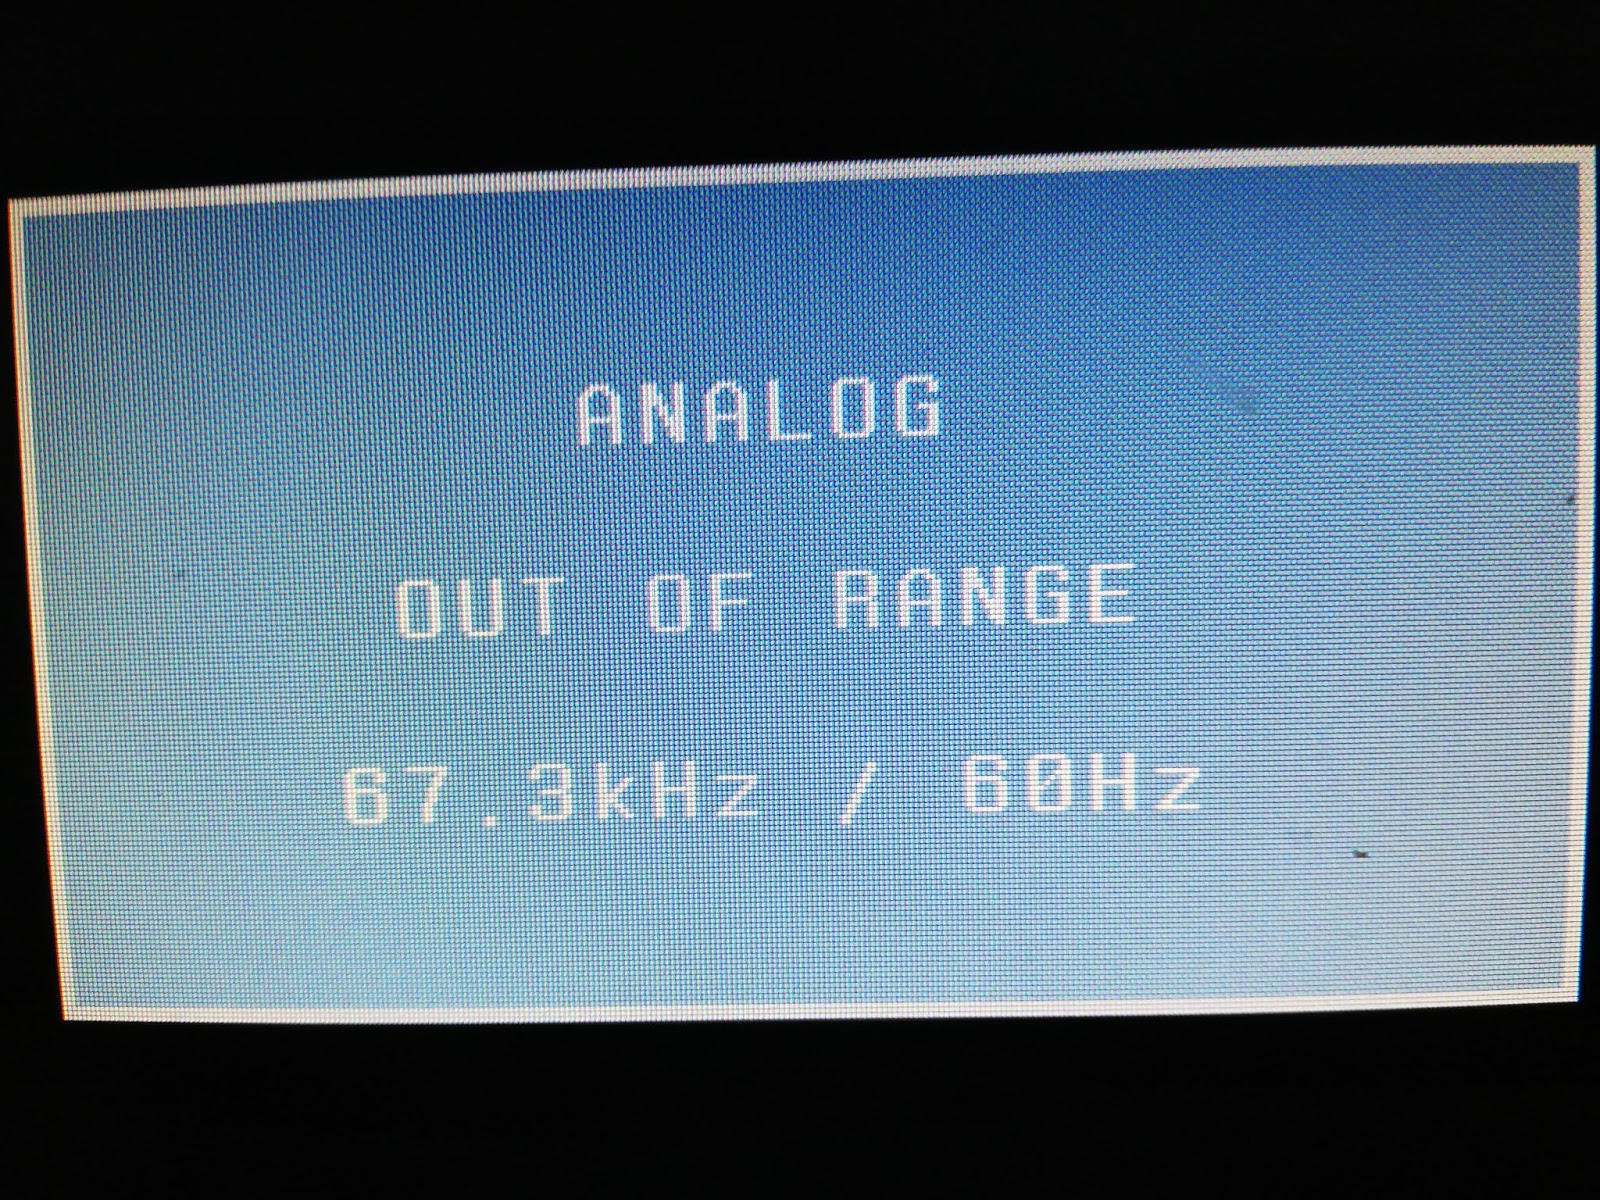 ANALOG
OUT OF RANGE
67.3kHz / 60Hz